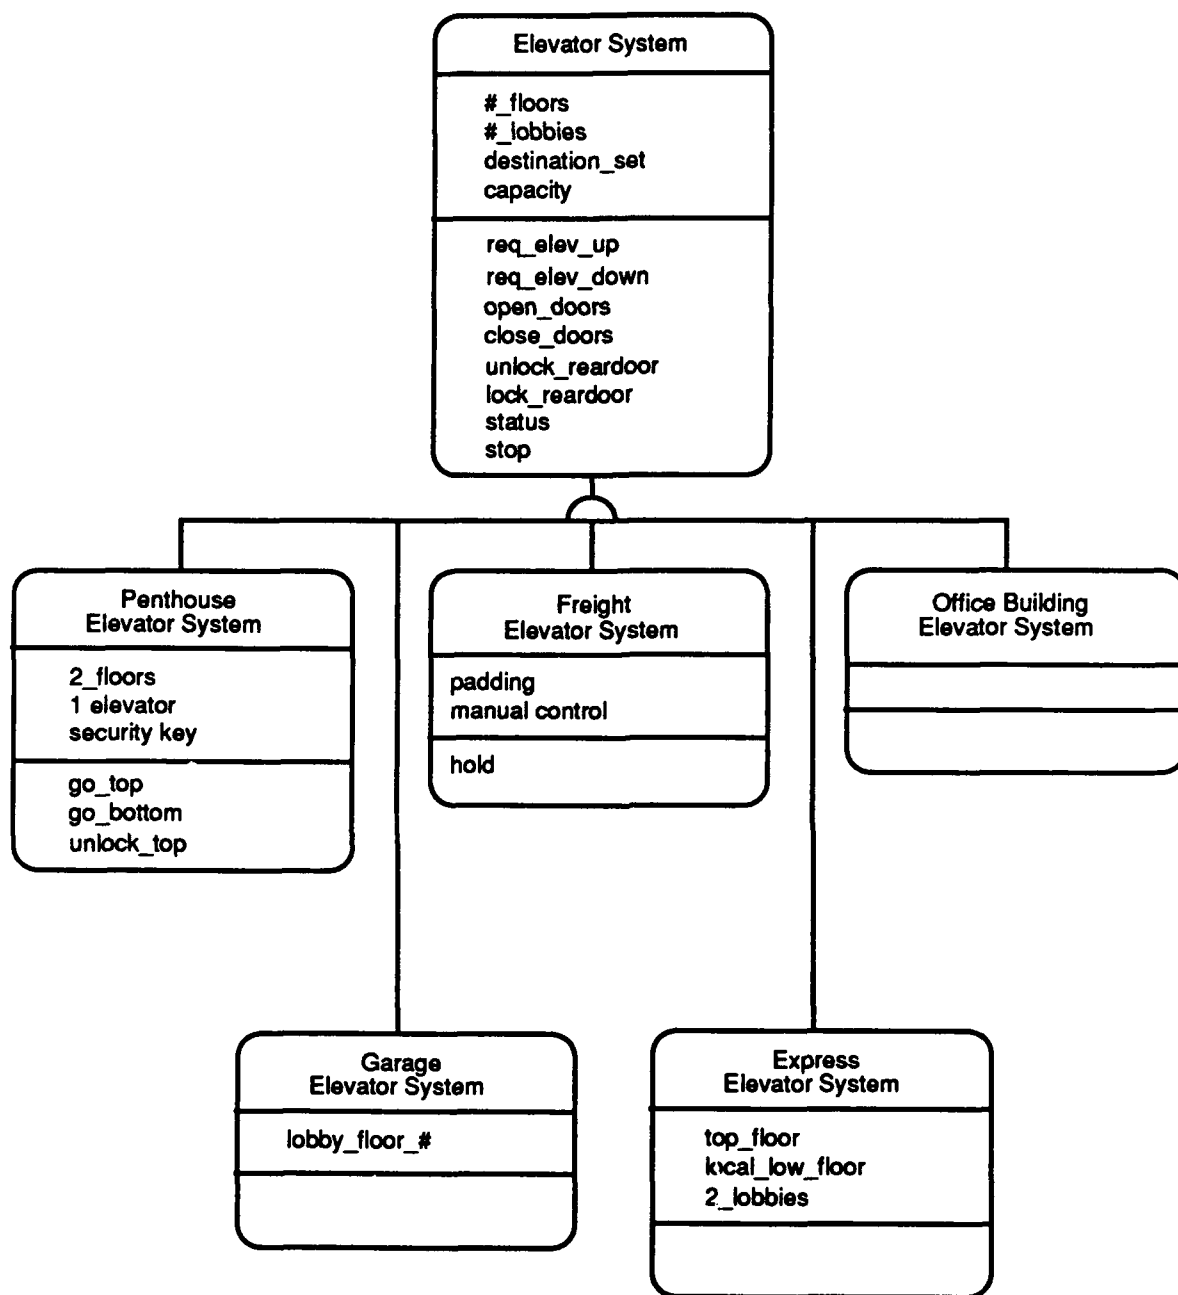 Elevator System
#_floors
#_lobbies
destination_set
capacity
req_elev_up
req_elev_down
open_doors
close_doors
unlock_reardoor
lock_reardoor
status
stop
Penthouse
Elevator System
2_floors
1 elevator
security key
go_top
go_bottom
unlock_top
Freight
Elevator System
padding
manual control
hold
Office Building
Elevator System
Garage
Elevator System
lobby_floor_#
Express
Elevator System
top_floor
local_low_floor
2_lobbies